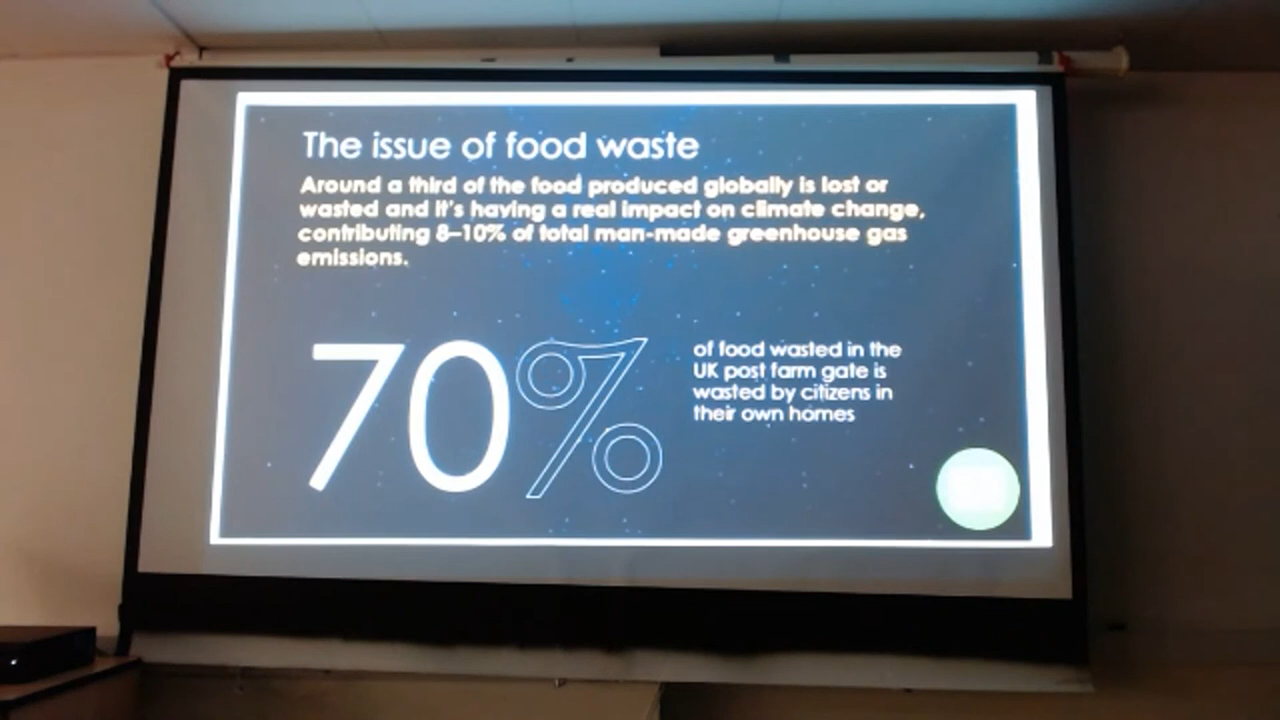 The issue of food waste
Around a third of the food produced globally is lost or
wasted and it's having a real impact on climate change,
contributing 8–10% of total man-made greenhouse gas
emissions.
70%
of food wasted in the
UK post farm gate is
wasted by citizens in
their own homes